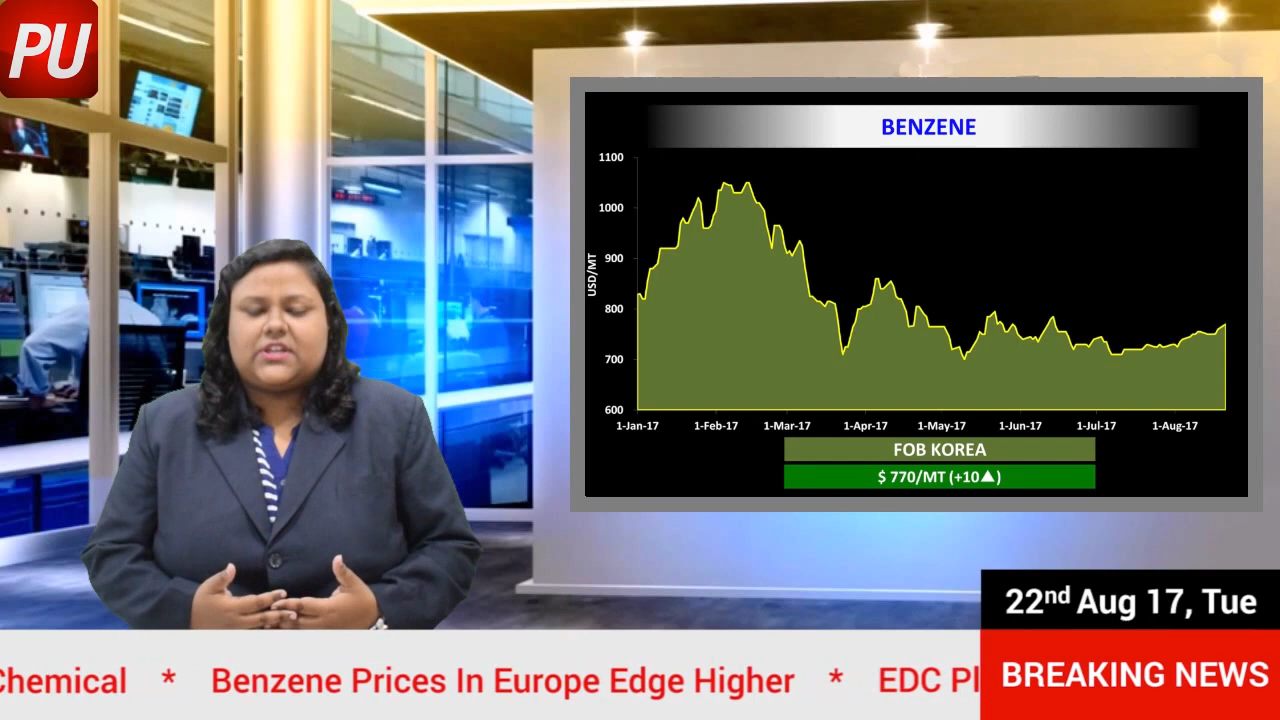 PU
BENZENE
1100
1000
900
800
700
600
USD/MT
1-Jan-17 1-Feb-17 1-Mar-17 1-Apr-17 1-May-17 1-Jun-17 1-Jul-17 1-Aug-17
FOB KOREA
$ 770/MT (+10▲)
22nd Aug 17, Tue
Chemical * Benzene Prices In Europe Edge Higher * EDC Pl
BREAKING NEWS